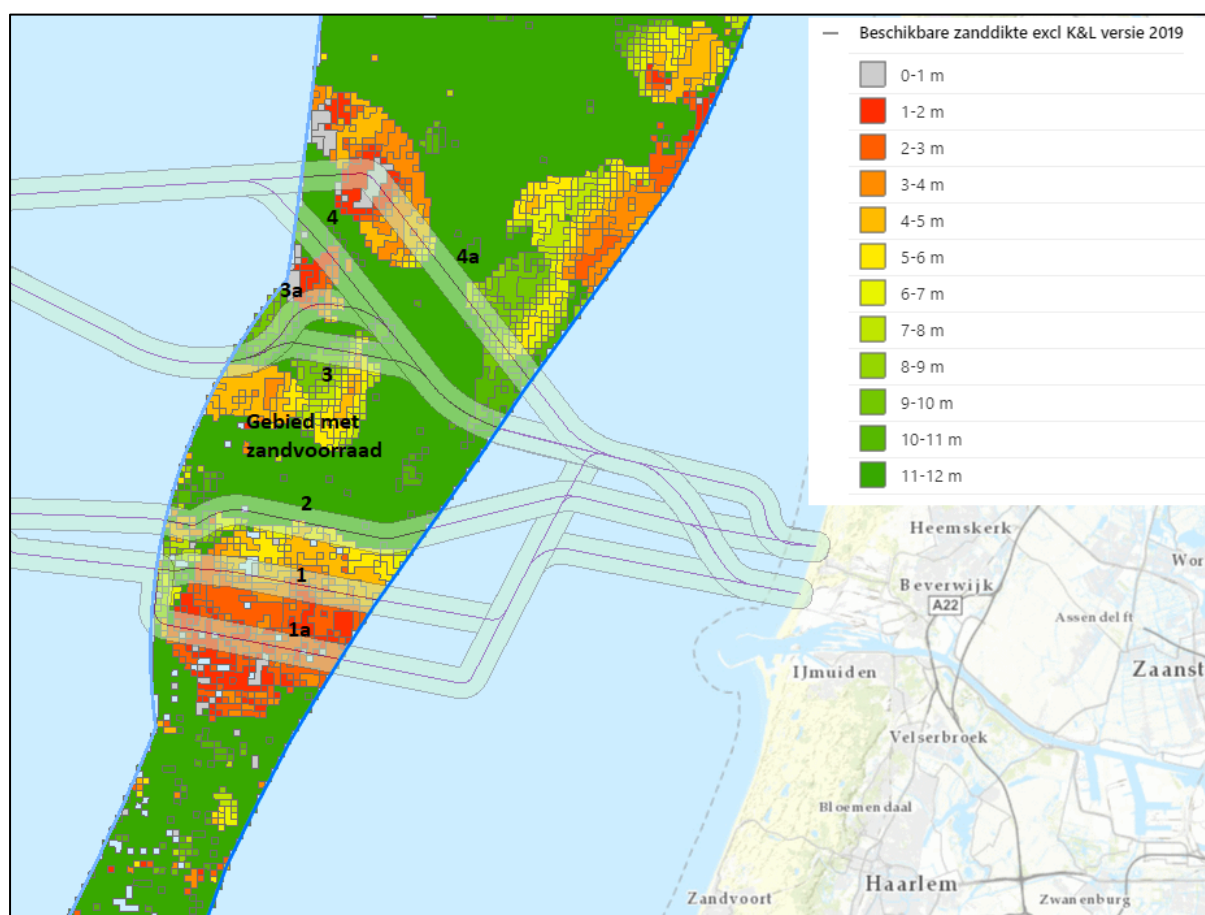 Beschikbare zanddikte excl K&L versie 2019
0-1 m
1-2 m
2-3 m
3-4 m
4-5 m
5-6 m
6-7 m
7-8 m
8-9 m
9-10 m
10-11 m
11-12 m
4
4a
3a
3
Gebied met
zandvoorraad
2
1
1a
Heemskerk
Wor
Beverwijk
A22
Assendelft
IJmuiden
Zaanst
Velserbroek
Bloemendaal
Haarlem
Zandvoort
Zwanenburg